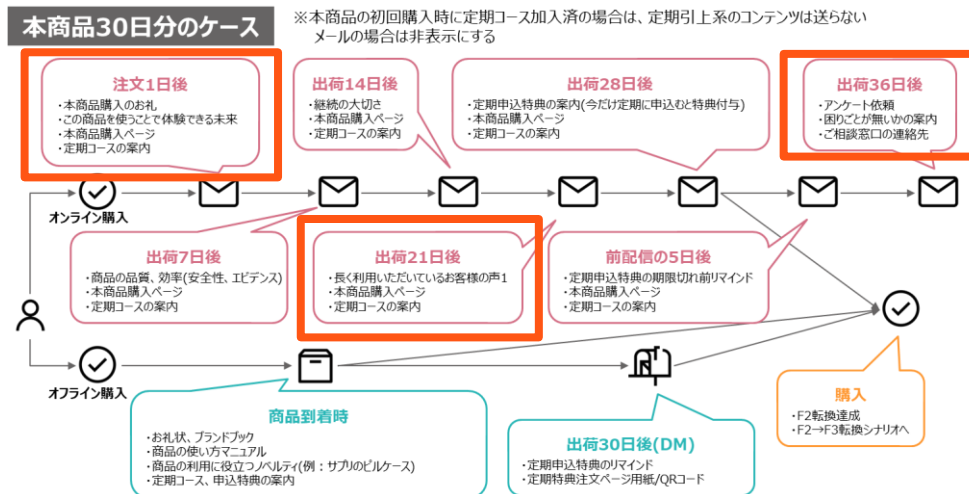 本商品30日分のケース
※本商品の初回購入時に定期コース加入済の場合は、定期引上系のコンテンツは送らない
メールの場合は非表示にする
注文1日後
・本商品購入のお礼
・この商品を使うことで体験できる未来
・本商品購入ページ
・定期コースの案内
出荷14日後
・継続の大切さ
・本商品購入ページ
・定期コースの案内
出荷28日後
・定期申込特典の案内(今だけ定期に申込むと特典付与)
・本商品購入ページ
・定期コースの案内
出荷36日後
・アンケート依頼
・困りごとが無いかの案内
・ご相談窓口の連絡先
オンライン購入
出荷7日後
・商品の品質、効率(安全性、エビデンス)
・本商品購入ページ
・定期コースの案内
出荷21日後
・長く利用いただいているお客様の声1
・本商品購入ページ
・定期コースの案内
前配信の5日後
・定期申込特典の期限切れ前リマインド
・本商品購入ページ
・定期コースの案内
オフライン購入
商品到着時
・お礼状、ブランドブック
・商品の使い方マニュアル
・商品の利用に役立つノベルティ(例：サプリのピルケース)
・定期コース、申込特典の案内
出荷30日後(DM)
・定期申込特典のリマインド
・定期特典注文ページ用紙/QRコード
購入
・F2転換達成
・F2→F3転換シナリオへ